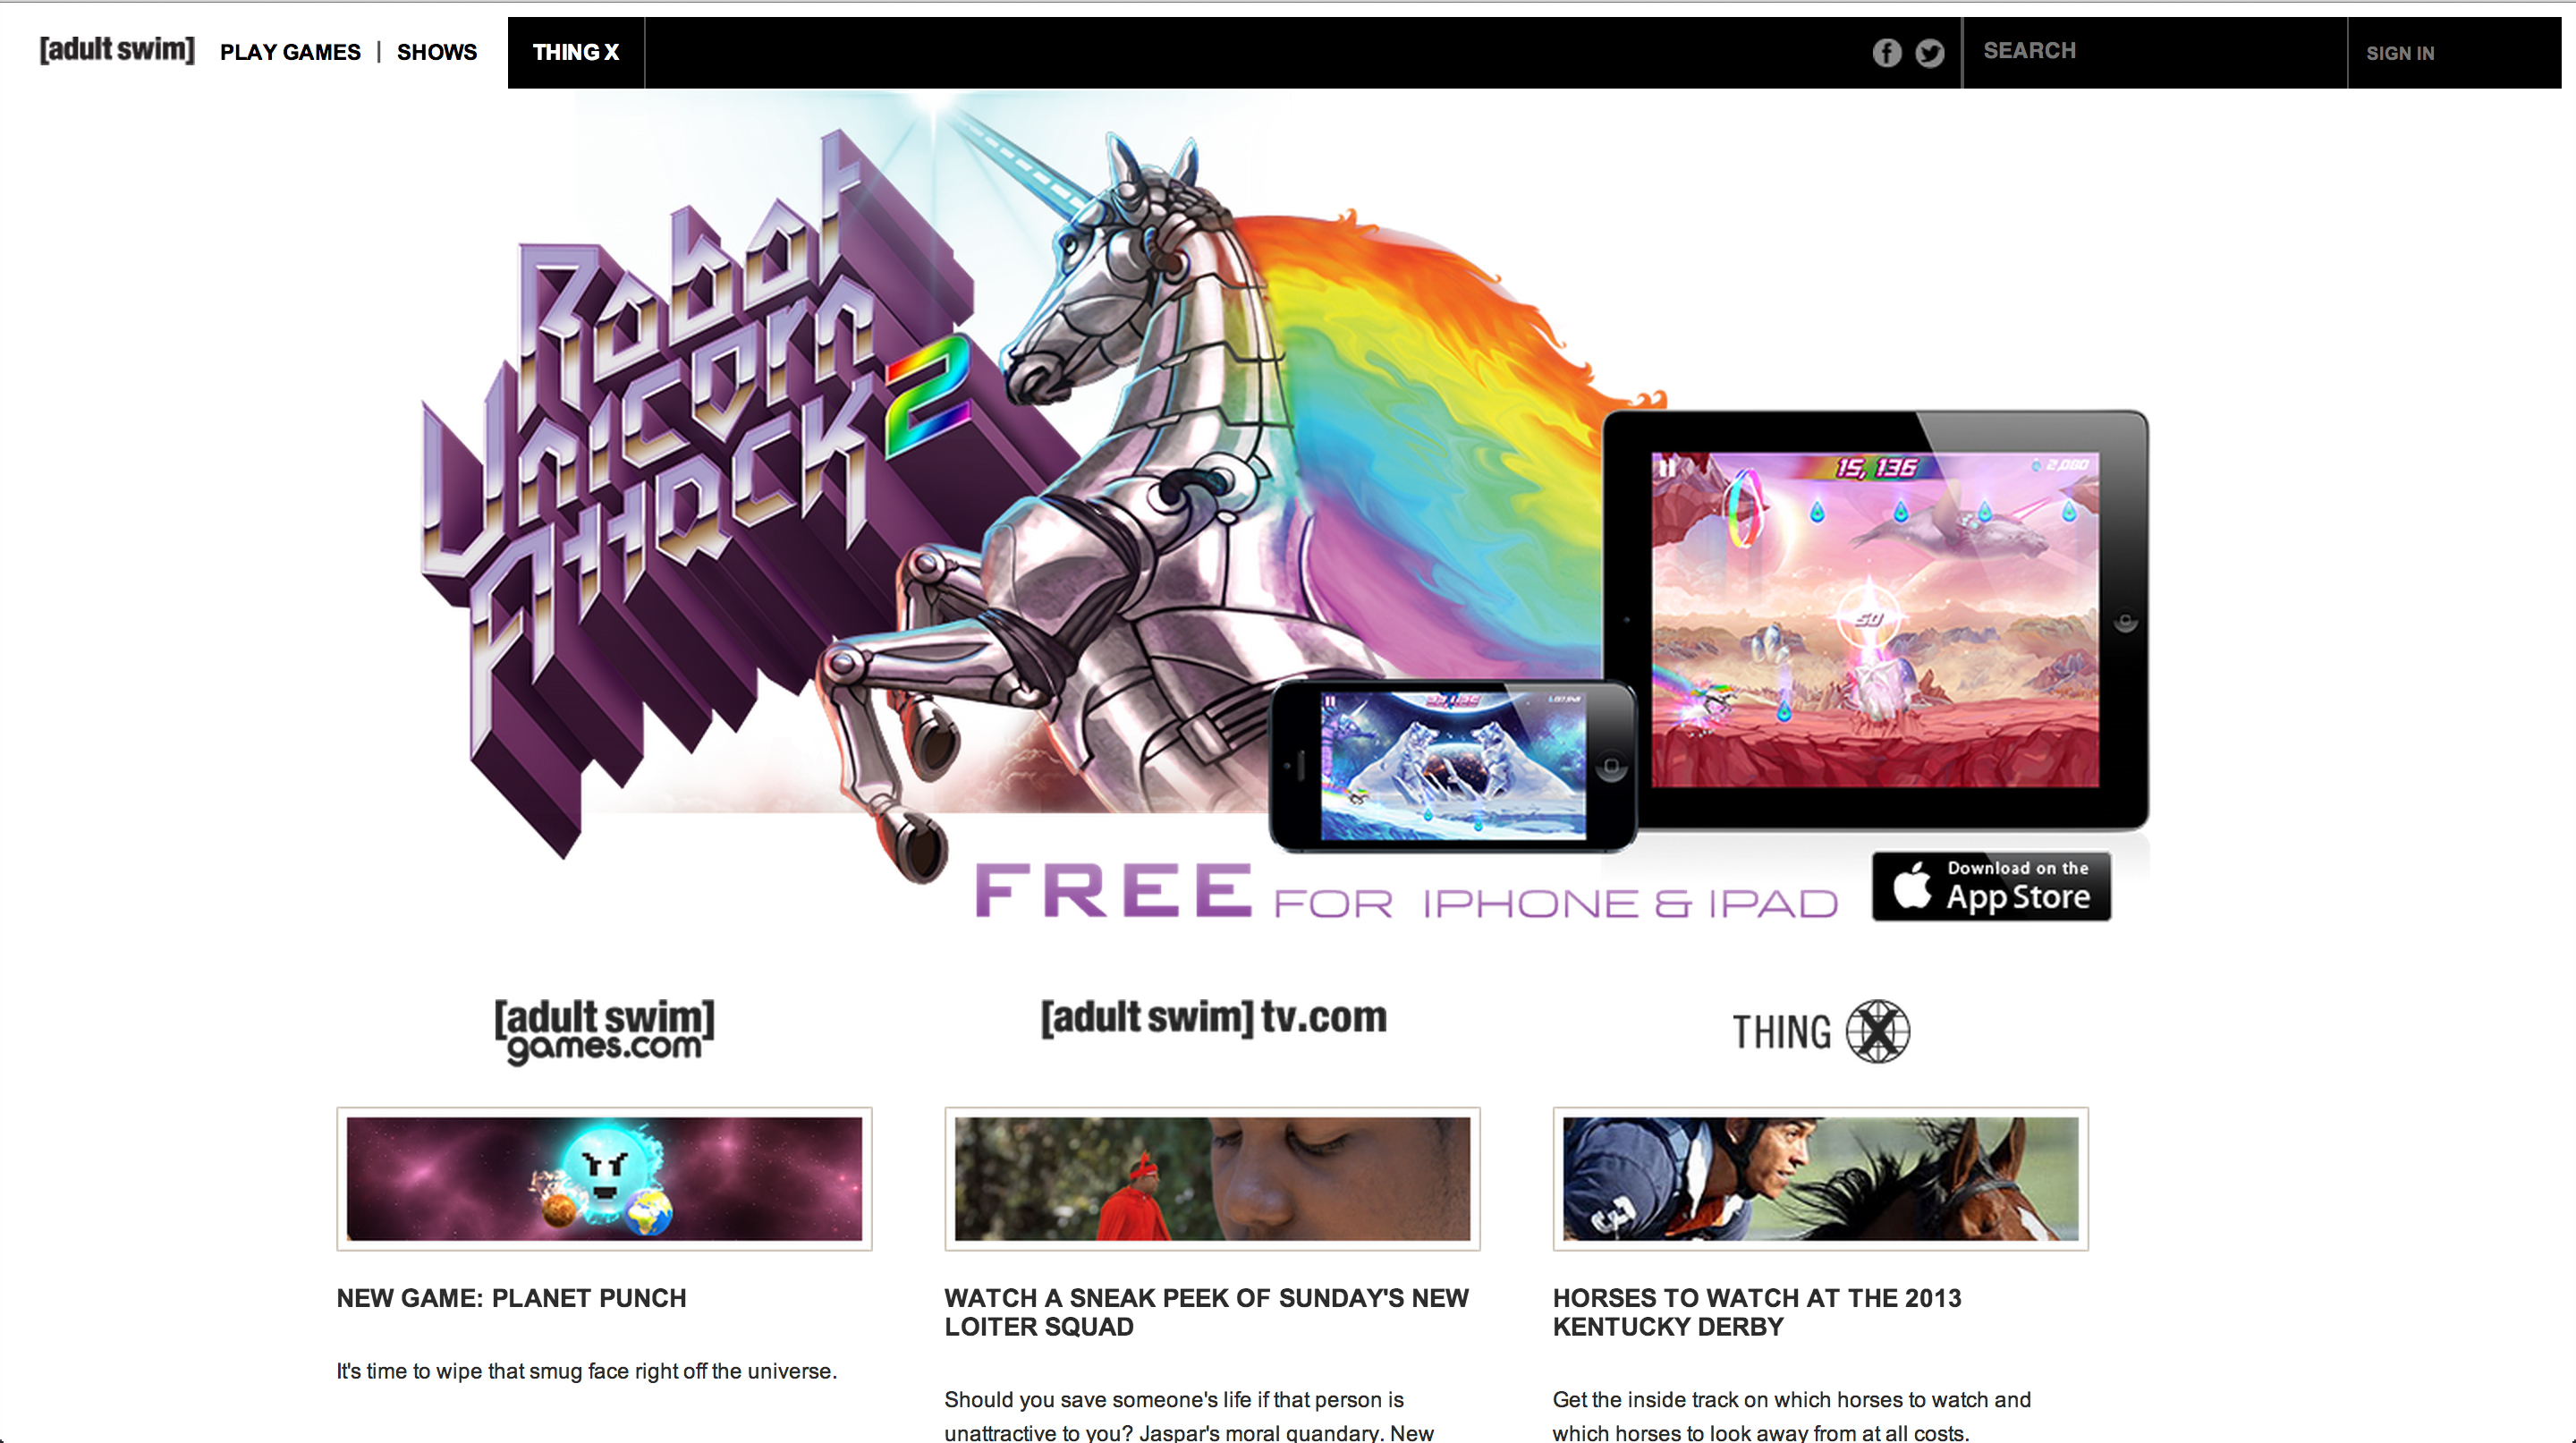 [adult swim] PLAY GAMES | SHOWS THING X SEARCH SIGN IN
Robot
Unicorn
Attack 2
15,136 2,080
50
FREE FOR IPHONE & IPAD
Download on the
App Store
[adult swim]
games.com
[adult swim] tv.com
THING X
3
NEW GAME: PLANET PUNCH
It's time to wipe that smug face right off the universe.
WATCH A SNEAK PEEK OF SUNDAY'S NEW
LOITER SQUAD
Should you save someone's life if that person is
unattractive to you? Jaspar's moral quandary. New
HORSES TO WATCH AT THE 2013
KENTUCKY DERBY
Get the inside track on which horses to watch and
which horses to look away from at all costs.